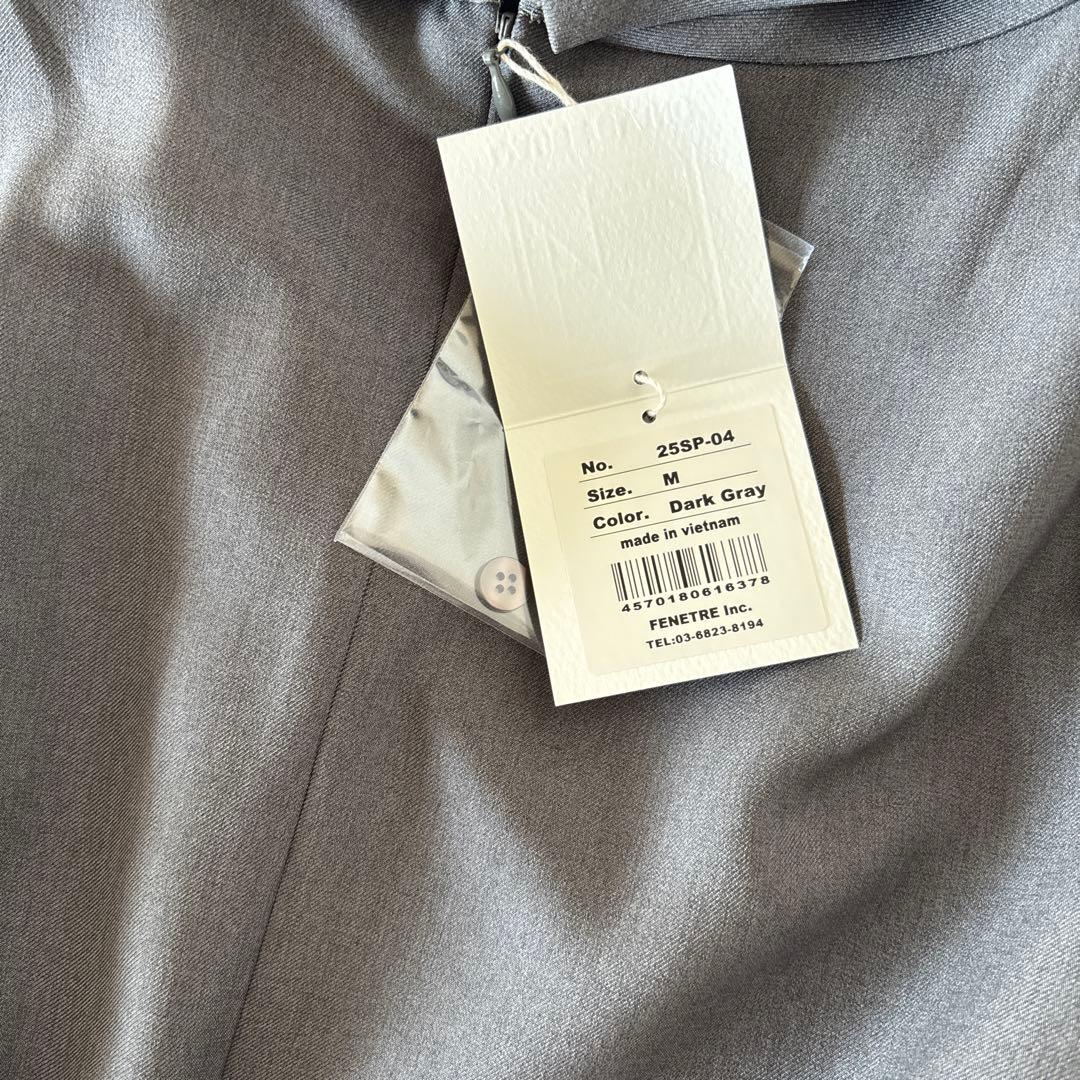 No. 25SP-04
Size. M
Color. Dark Gray
made in vietnam
4570180616378
FENETRE Inc.
TEL:03-6823-8194